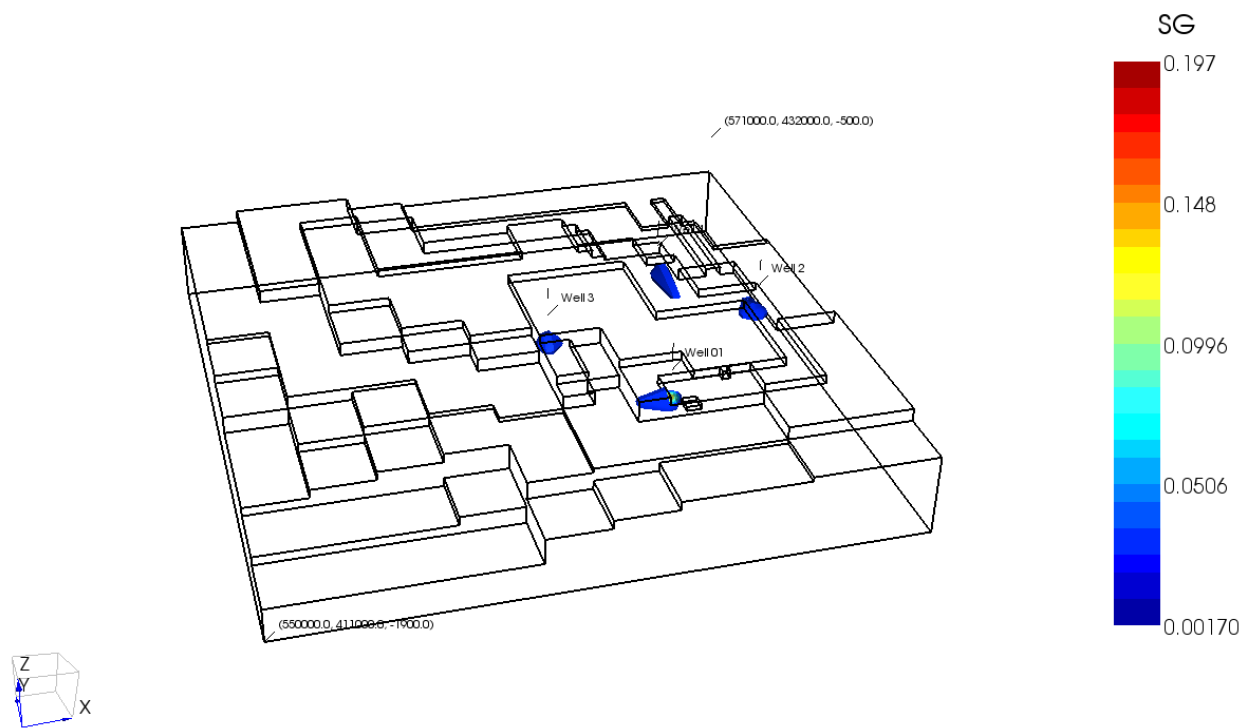 SG
0.197
(571000.0, 432000.0, -500.0)
0.148
Well 2
Well 3
0.0996
Well 01
0.0506
(550000.0, 411000.0, -1900.0)
0.00170
Z
Y
X